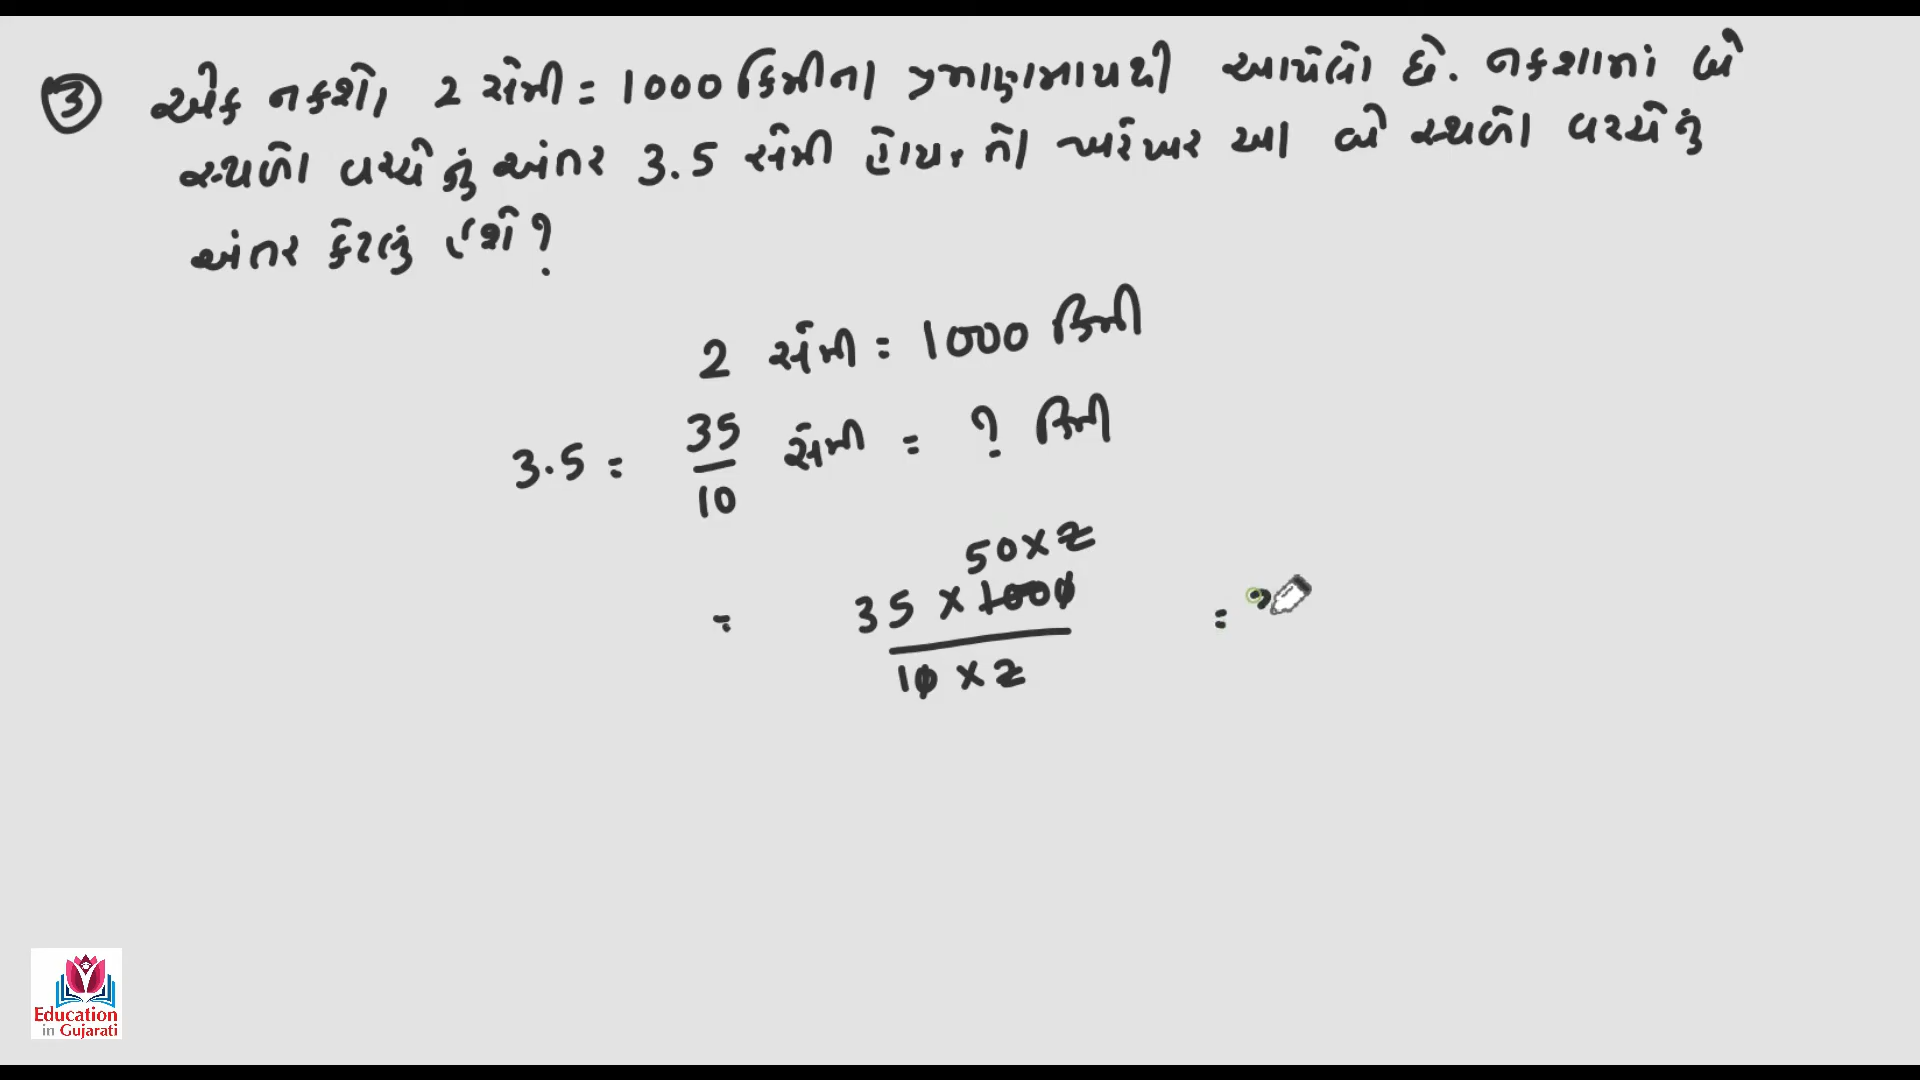 ③ એક નકશો 2 સેમી = 1000 કિમીના પ્રમાણમાપથી આપેલો છે. નકશામાં બે
સ્થળો વચ્ચેનું અંતર 3.5 સેમી હોય, તો ખરેખર આ બે સ્થળો વચ્ચેનું
અંતર કેટલું હશે?
2 સેમી = 1000 કિમી
3.5 = 35/10 સેમી = ? કિમી
50 × 2
= 35 × 1000 =
10 × 2
Education
in Gujarati